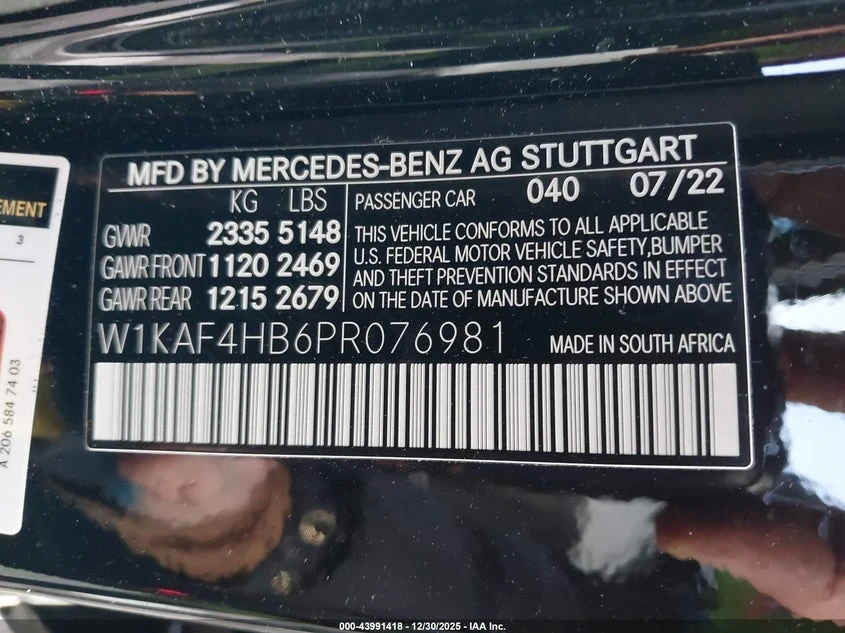 MFD BY MERCEDES-BENZ AG STUTTGART
KG LBS
PASSENGER CAR 040 07/22
GVWR 2335 5148
GAWR FRONT 1120 2469
GAWR REAR 1215 2679
THIS VEHICLE CONFORMS TO ALL APPLICABLE
U.S. FEDERAL MOTOR VEHICLE SAFETY,BUMPER
AND THEFT PREVENTION STANDARDS IN EFFECT
ON THE DATE OF MANUFACTURE SHOWN ABOVE
W1KAF4HB6PR076981
MADE IN SOUTH AFRICA
EMENT
3
A 206 584 74 03
000-43991418 - 12/30/2025 - IAA Inc.